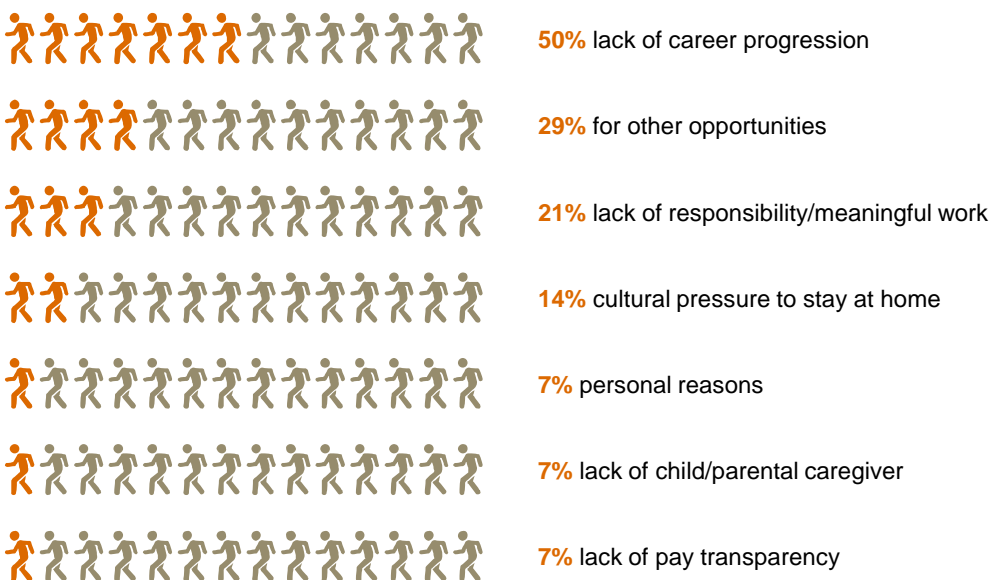 50% lack of career progression
29% for other opportunities
21% lack of responsibility/meaningful work
14% cultural pressure to stay at home
7% personal reasons
7% lack of child/parental caregiver
7% lack of pay transparency